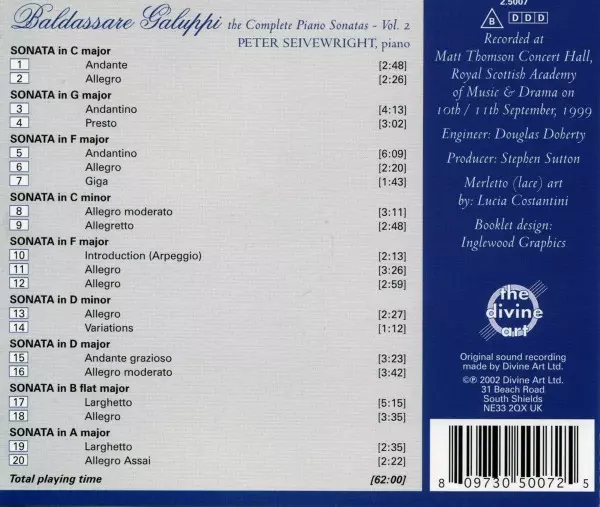 Baldassare Galuppi the Complete Piano Sonatas - Vol. 2
PETER SEIVEWRIGHT, piano
SONATA in C major
1 Andante [2:48]
2 Allegro [2:26]
SONATA in G major
3 Andantino [4:13]
4 Presto [3:02]
SONATA in F major
5 Andantino [6:09]
6 Allegro [2:20]
7 Giga [1:43]
SONATA in C minor
8 Allegro moderato [3:11]
9 Allegretto [2:48]
SONATA in F major
10 Introduction (Arpeggio) [2:13]
11 Allegro [3:26]
12 Allegro [2:59]
SONATA in D minor
13 Allegro [2:27]
14 Variations [1:12]
SONATA in D major
15 Andante grazioso [3:23]
16 Allegro moderato [3:42]
SONATA in B flat major
17 Larghetto [5:15]
18 Allegro [3:35]
SONATA in A major
19 Larghetto [2:35]
20 Allegro Assai [2:22]
Total playing time [62:00]
2.5007
B DDD
Recorded at
Matt Thomson Concert Hall,
Royal Scottish Academy
of Music & Drama on
10th / 11th September, 1999
Engineer: Douglas Doherty
Producer: Stephen Sutton
Merletto (lace) art
by: Lucia Costantini
Booklet design:
Inglewood Graphics
the
divine
art
Original sound recording
made by Divine Art Ltd.
©℗ 2002 Divine Art Ltd.
31 Beach Road
South Shields
NE33 2QX UK
8 09730 50072 5